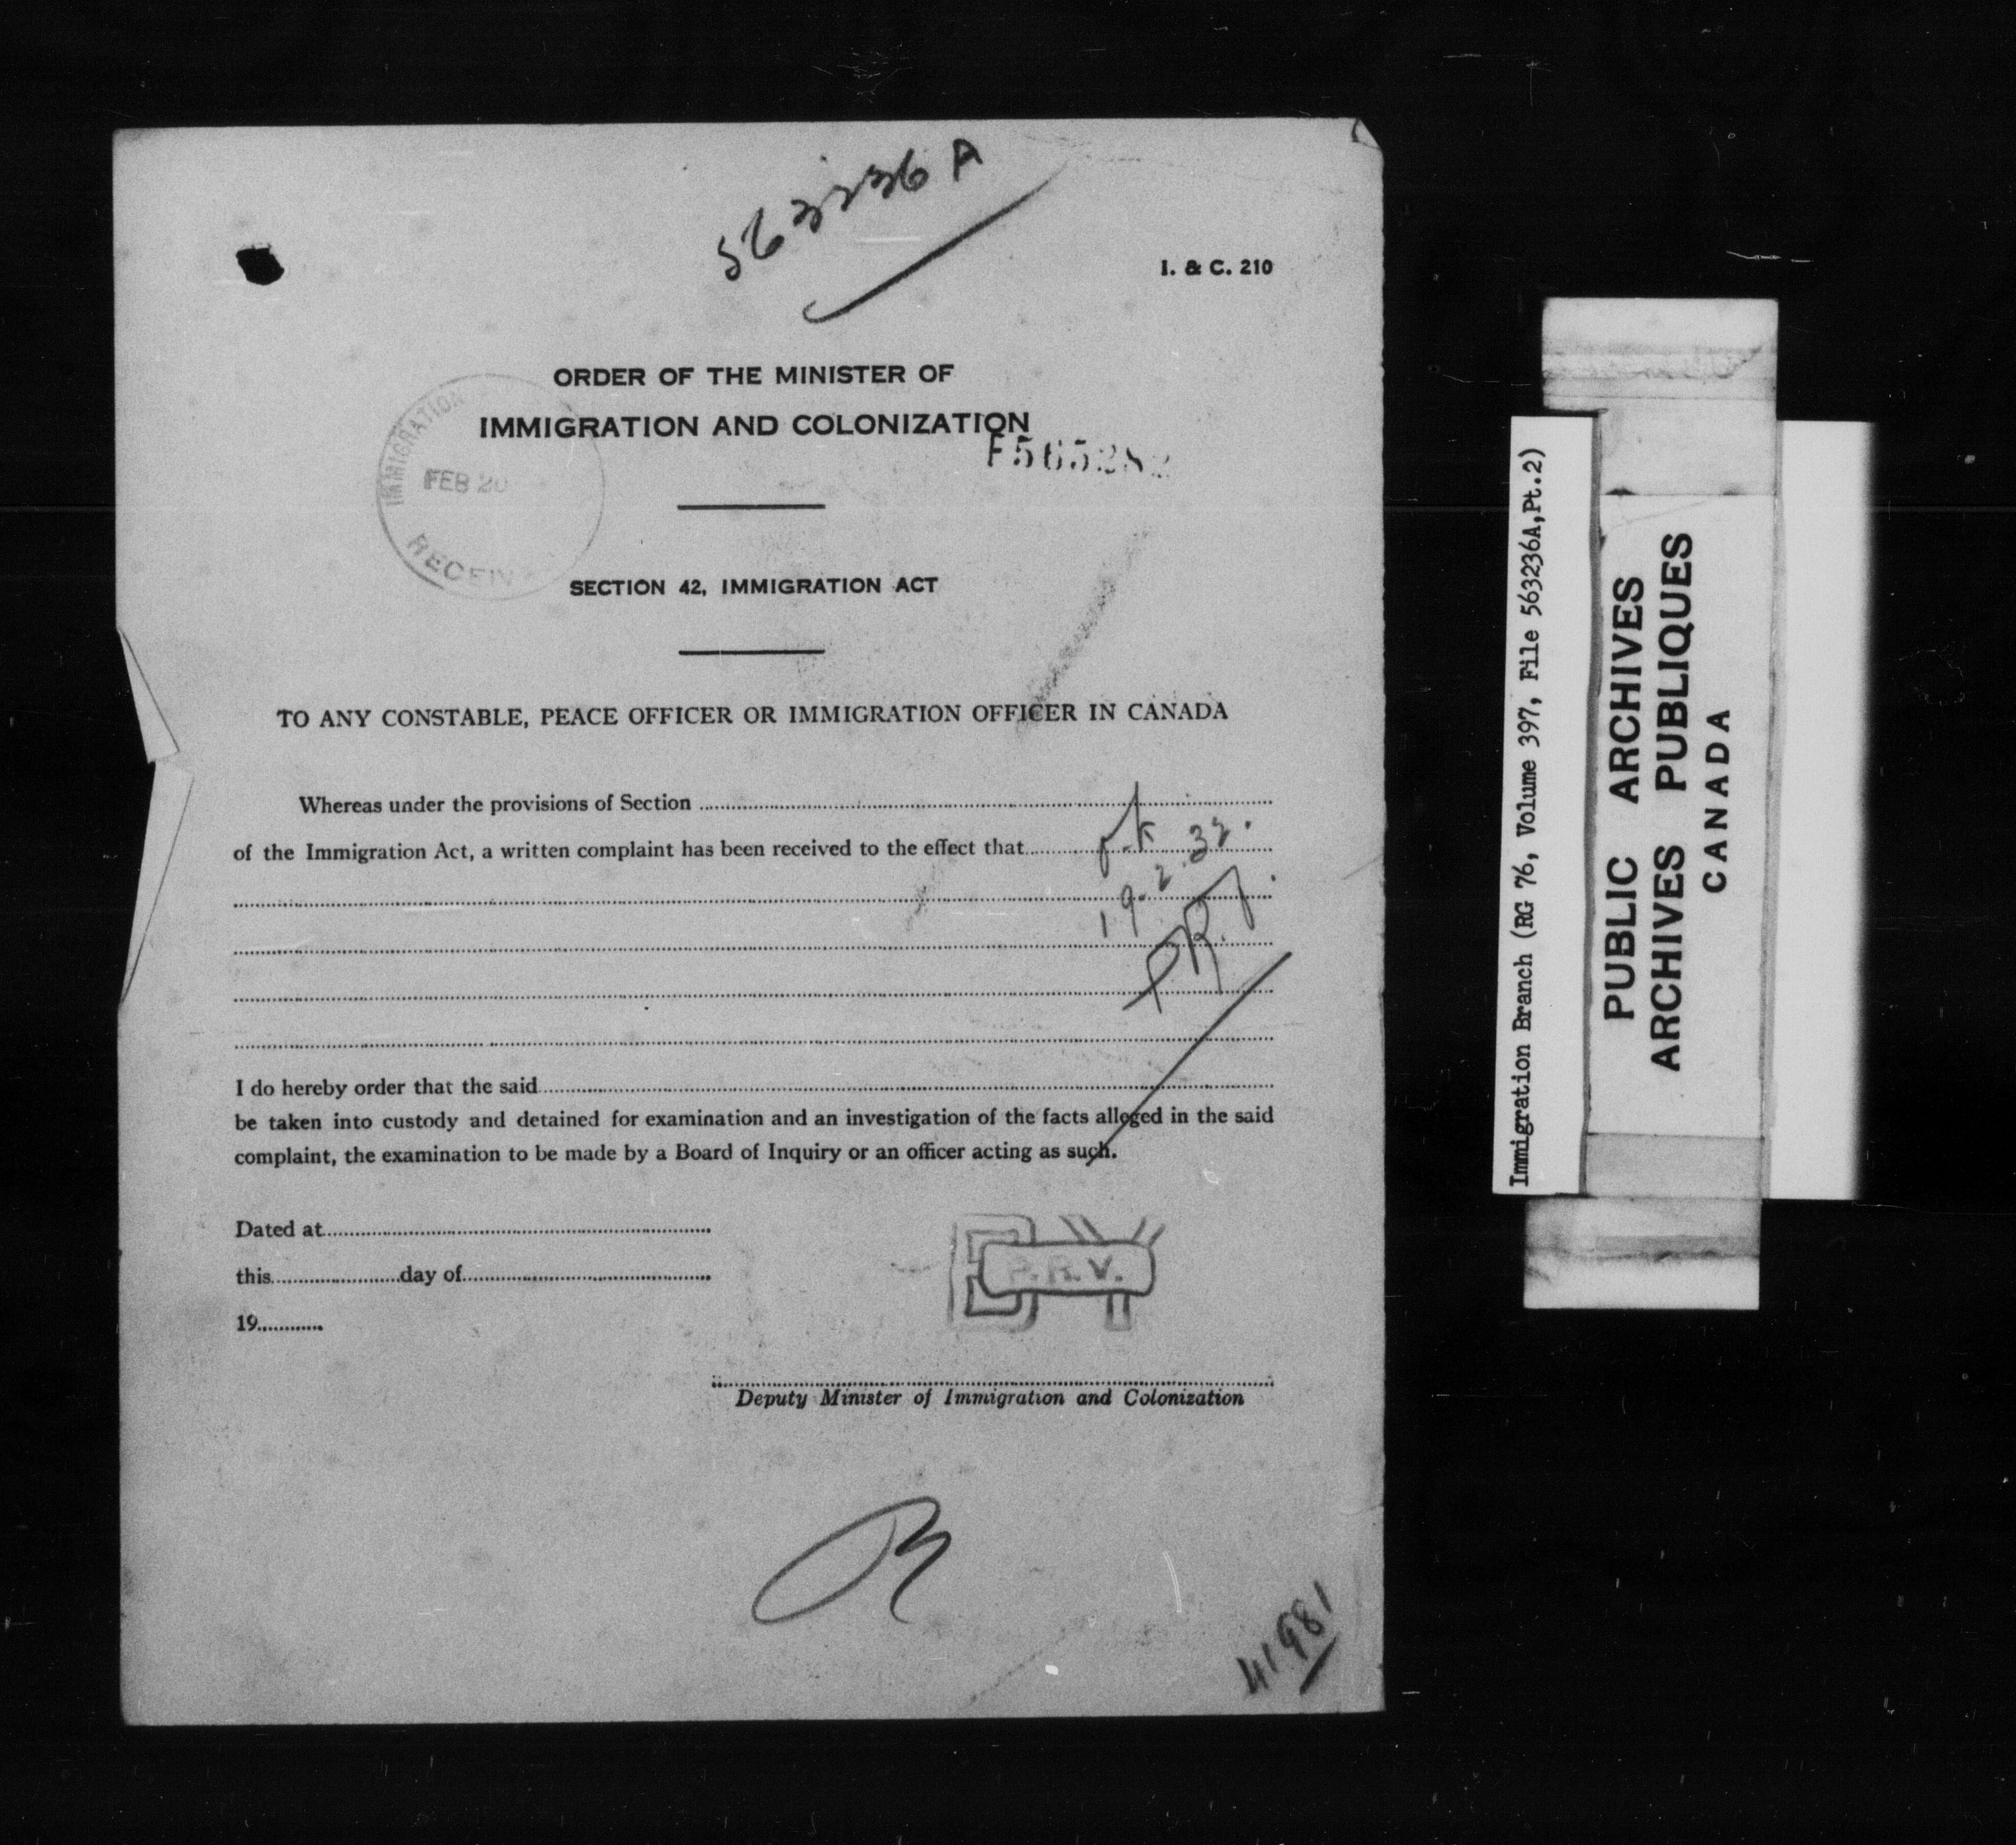 563236 A
I. & C. 210
ORDER OF THE MINISTER OF
IMMIGRATION AND COLONIZATION
F565282
IMMIGRATION
FEB 20
RECEIV
SECTION 42, IMMIGRATION ACT
TO ANY CONSTABLE, PEACE OFFICER OR IMMIGRATION OFFICER IN CANADA
Whereas under the provisions of Section
of the Immigration Act, a written complaint has been received to the effect that
19.2.32.
I do hereby order that the said
be taken into custody and detained for examination and an investigation of the facts alleged in the said
complaint, the examination to be made by a Board of Inquiry or an officer acting as such.
Dated at
this day of
19
P.R.V.
Deputy Minister of Immigration and Colonization
41981
Immigration Branch (RG 76, Volume 397, File 563236A,Pt.2)
PUBLIC ARCHIVES
ARCHIVES PUBLIQUES
CANADA